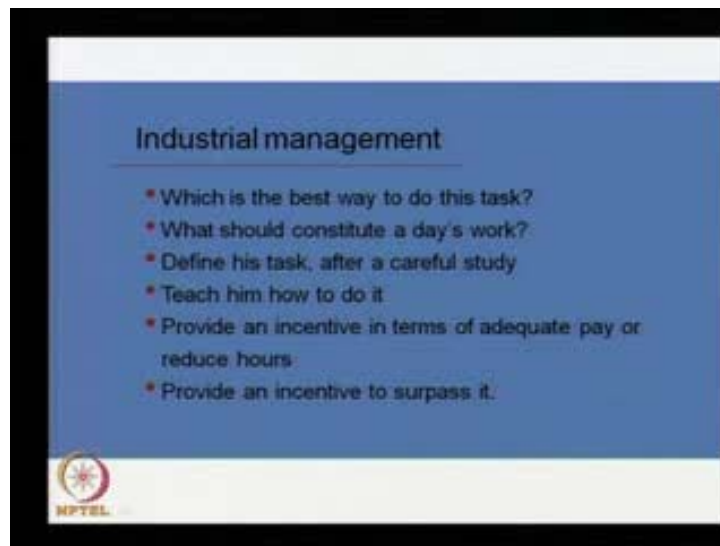 Industrial management
• Which is the best way to do this task?
• What should constitute a day's work?
• Define his task, after a careful study
• Teach him how to do it
• Provide an incentive in terms of adequate pay or
reduce hours
• Provide an incentive to surpass it.
NPTEL